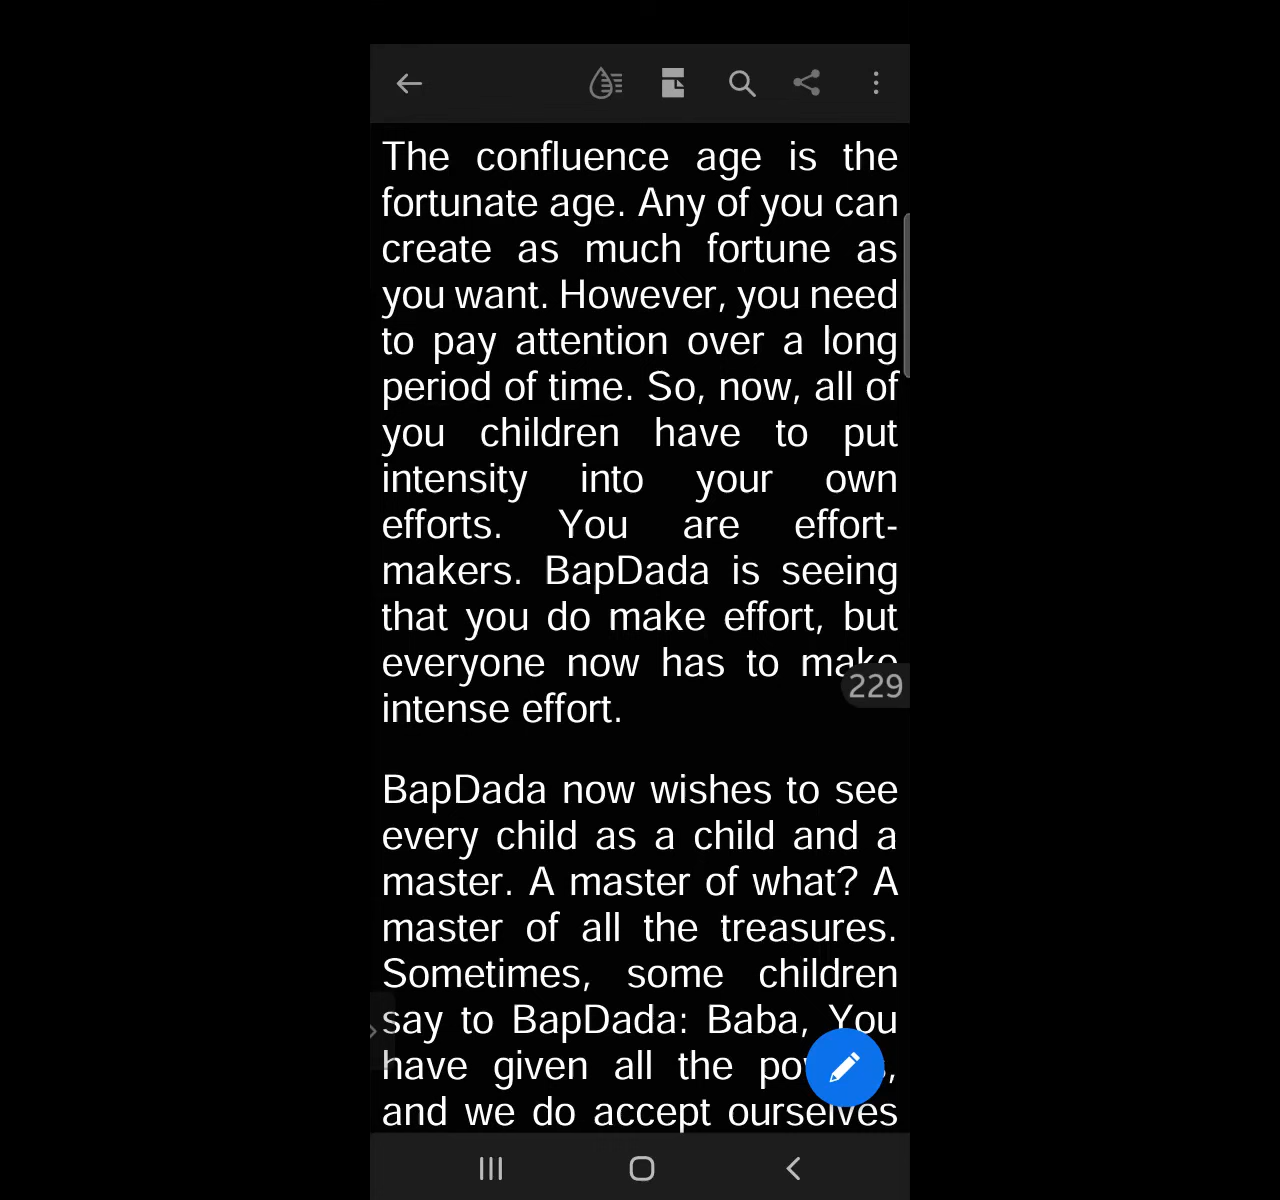 The confluence age is the
fortunate age. Any of you can
create as much fortune as
you want. However, you need
to pay attention over a long
period of time. So, now, all of
you children have to put
intensity into your own
efforts. You are effort-
makers. BapDada is seeing
that you do make effort, but
everyone now has to make
229
intense effort.
BapDada now wishes to see
every child as a child and a
master. A master of what? A
master of all the treasures.
Sometimes, some children
say to BapDada: Baba, You
have given all the
and we do accept ourselves